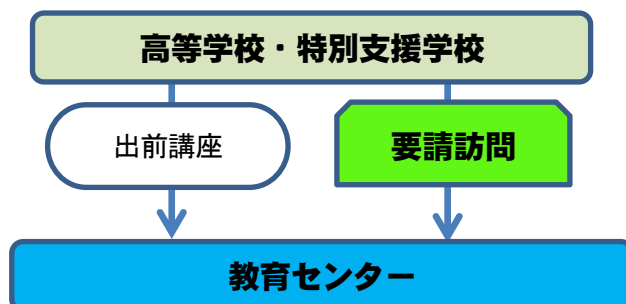 高等学校・特別支援学校
出前講座
要請訪問
教育センター